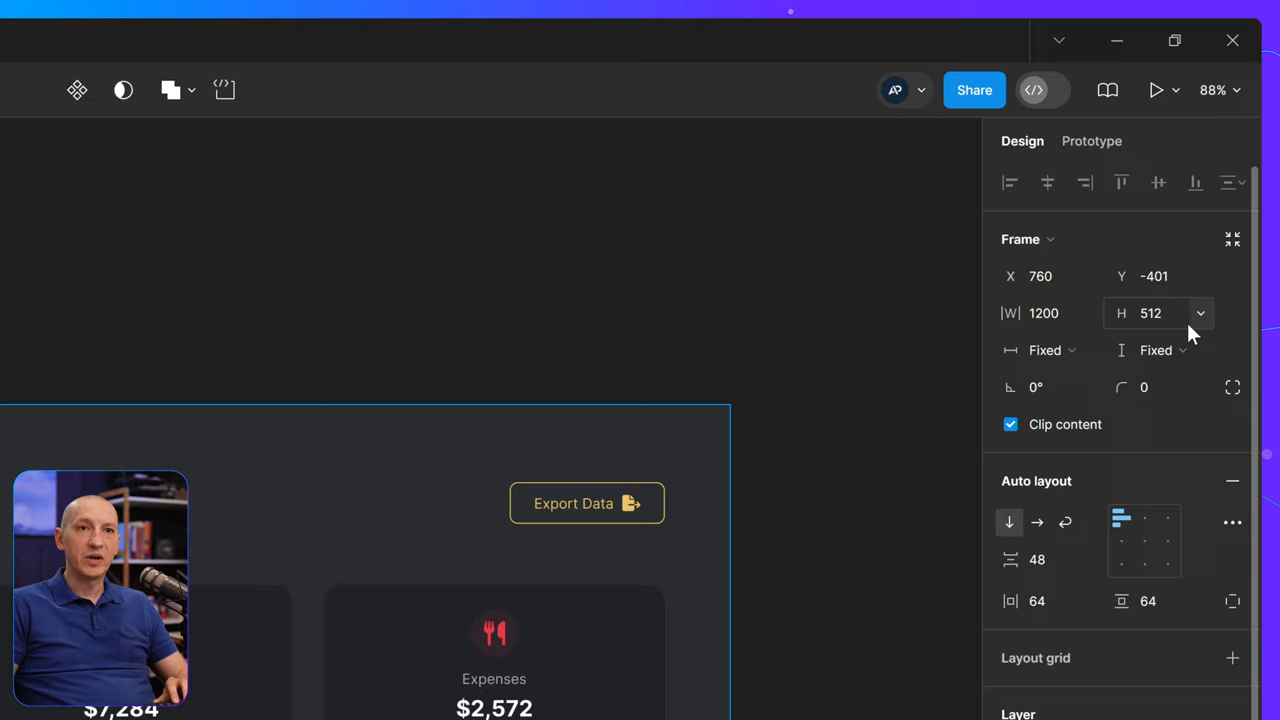 AP
Share
88%
Design Prototype
Frame
X 760 Y -401
W 1200 H 512
Fixed Fixed
0° 0
Clip content
Auto layout
48
64 64
Layout grid
Layer
Export Data
Expenses
$7,284 $2,572